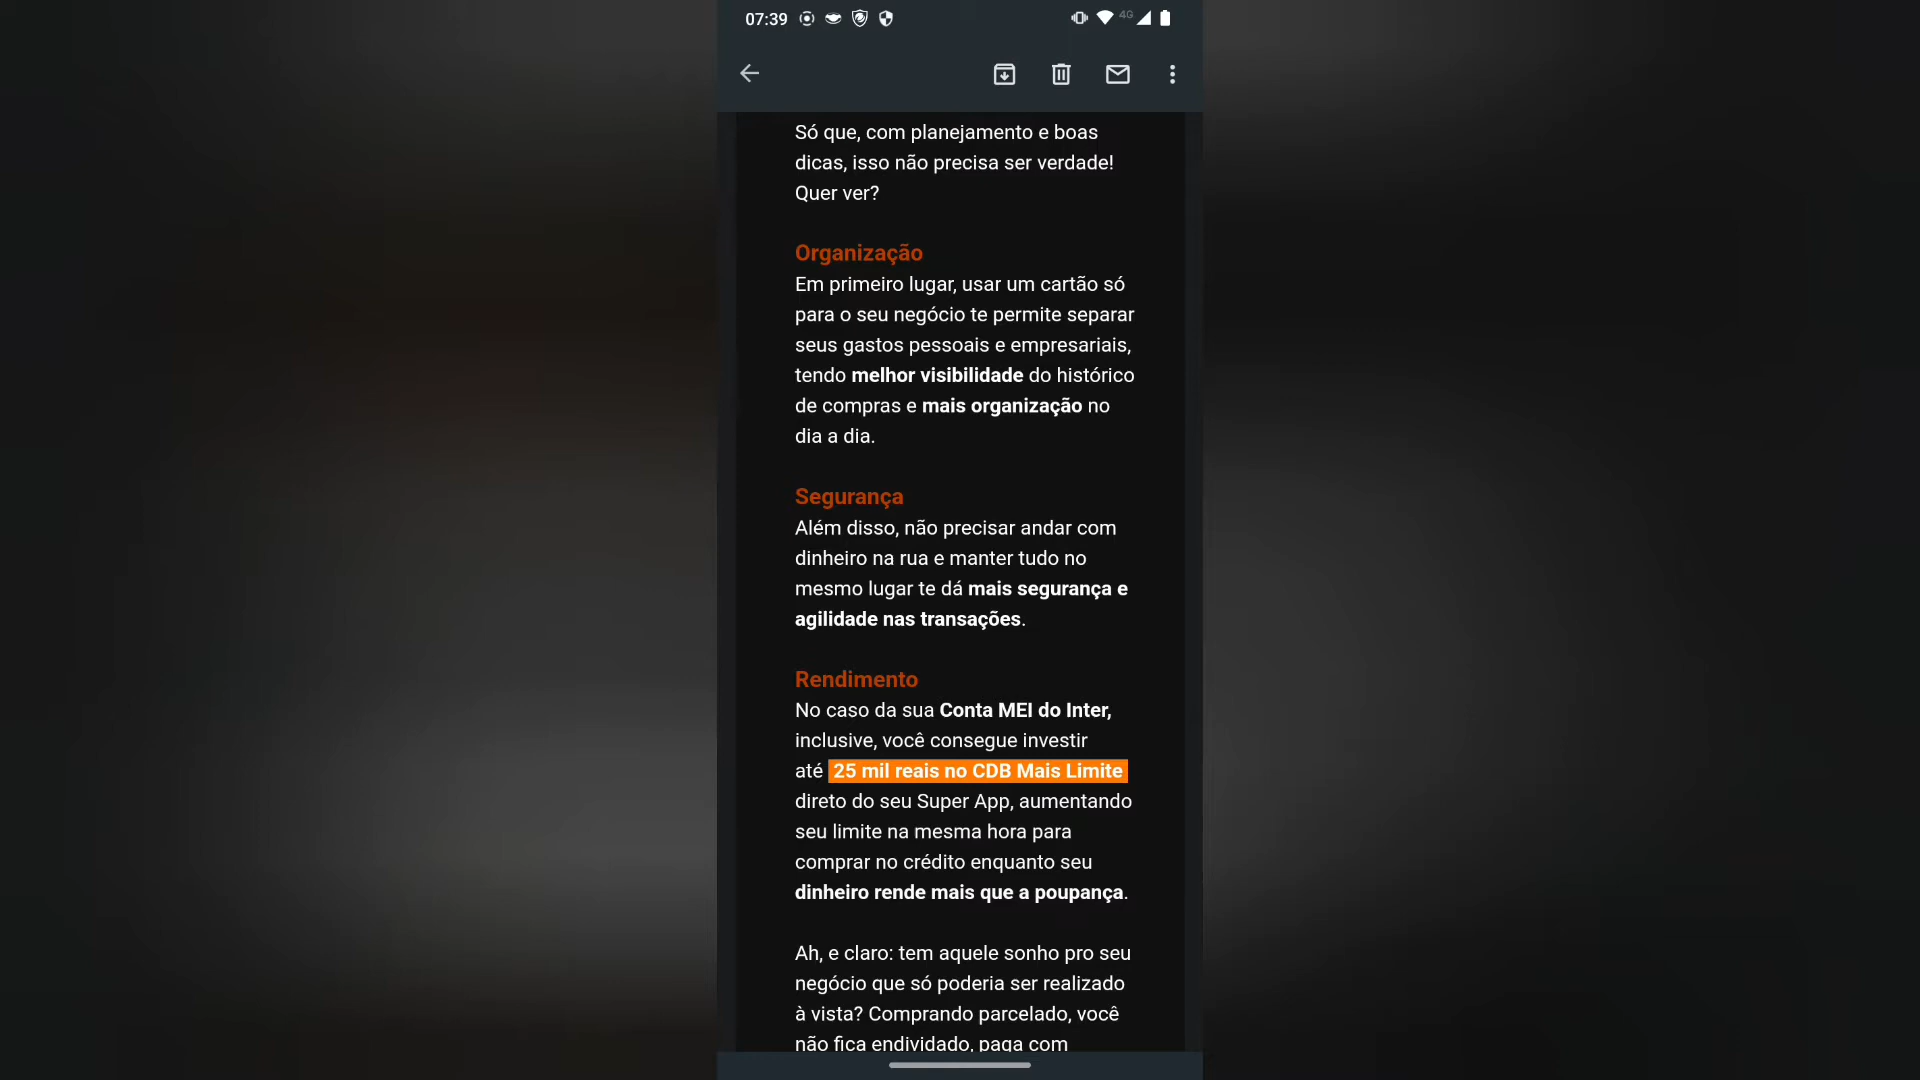 07:39
4G
Só que, com planejamento e boas
dicas, isso não precisa ser verdade!
Quer ver?
Organização
Em primeiro lugar, usar um cartão só
para o seu negócio te permite separar
seus gastos pessoais e empresariais,
tendo melhor visibilidade do histórico
de compras e mais organização no
dia a dia.
Segurança
Além disso, não precisar andar com
dinheiro na rua e manter tudo no
mesmo lugar te dá mais segurança e
agilidade nas transações.
Rendimento
No caso da sua Conta MEI do Inter,
inclusive, você consegue investir
até 25 mil reais no CDB Mais Limite
direto do seu Super App, aumentando
seu limite na mesma hora para
comprar no crédito enquanto seu
dinheiro rende mais que a poupança.
Ah, e claro: tem aquele sonho pro seu
negócio que só poderia ser realizado
à vista? Comprando parcelado, você
não fica endividado, paga com